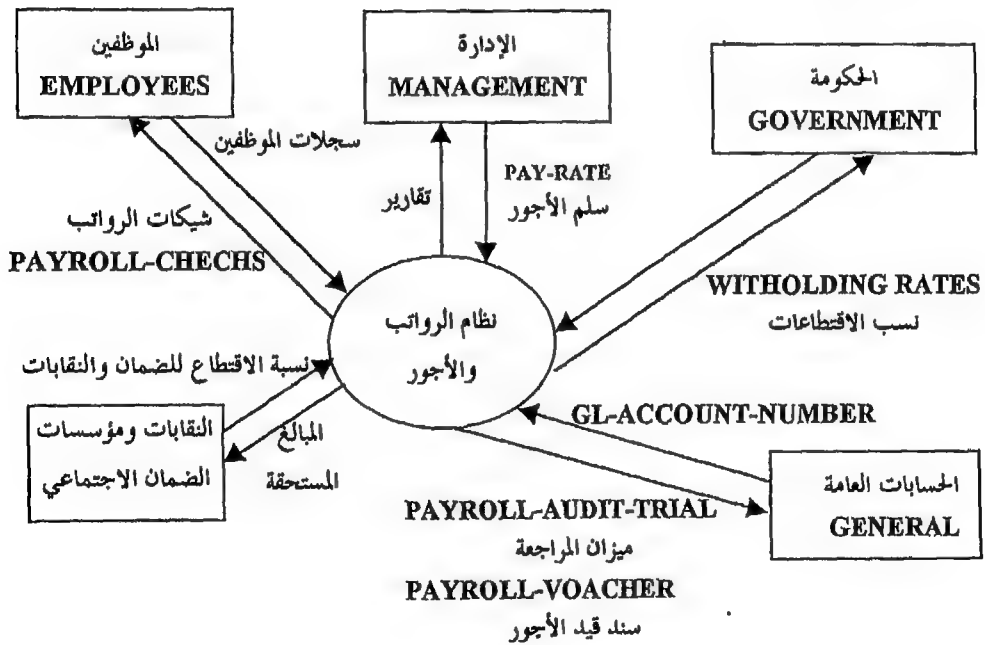 الموظفين
EMPLOYEES
الإدارة
MANAGEMENT
الحكومة
GOVERNMENT
سجلات الموظفين
شيكات الرواتب
PAYROLL-CHECHS
تقارير
PAY-RATE
سلم الأجور
WITHOLDING RATES
نسب الاقتطاعات
نظام الرواتب
والأجور
نسبة الاقتطاع للضمان والنقابات
النقابات ومؤسسات
الضمان الاجتماعي
المبالغ
المستحقة
GL-ACCOUNT-NUMBER
الحسابات العامة
GENERAL
PAYROLL-AUDIT-TRIAL
ميزان المراجعة
PAYROLL-VOACHER
سند قيد الأجور